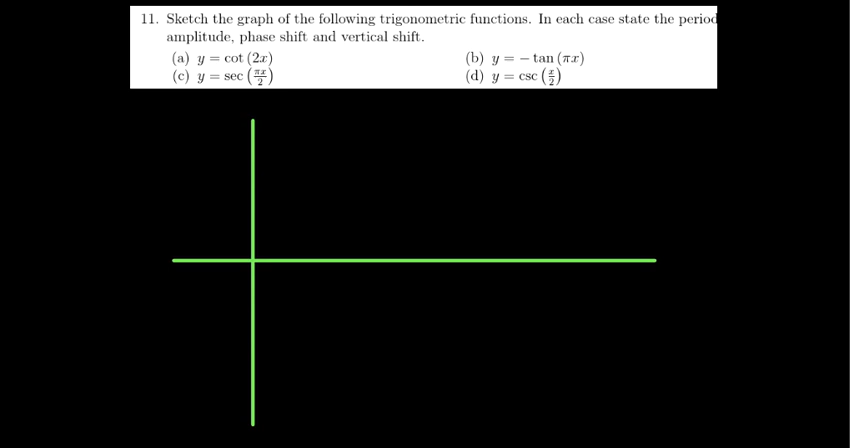 11. Sketch the graph of the following trigonometric functions. In each case state the period
amplitude, phase shift and vertical shift.
(a) y = cot (2x) (b) y = − tan (πx)
(c) y = sec (πx/2) (d) y = csc (x/2)